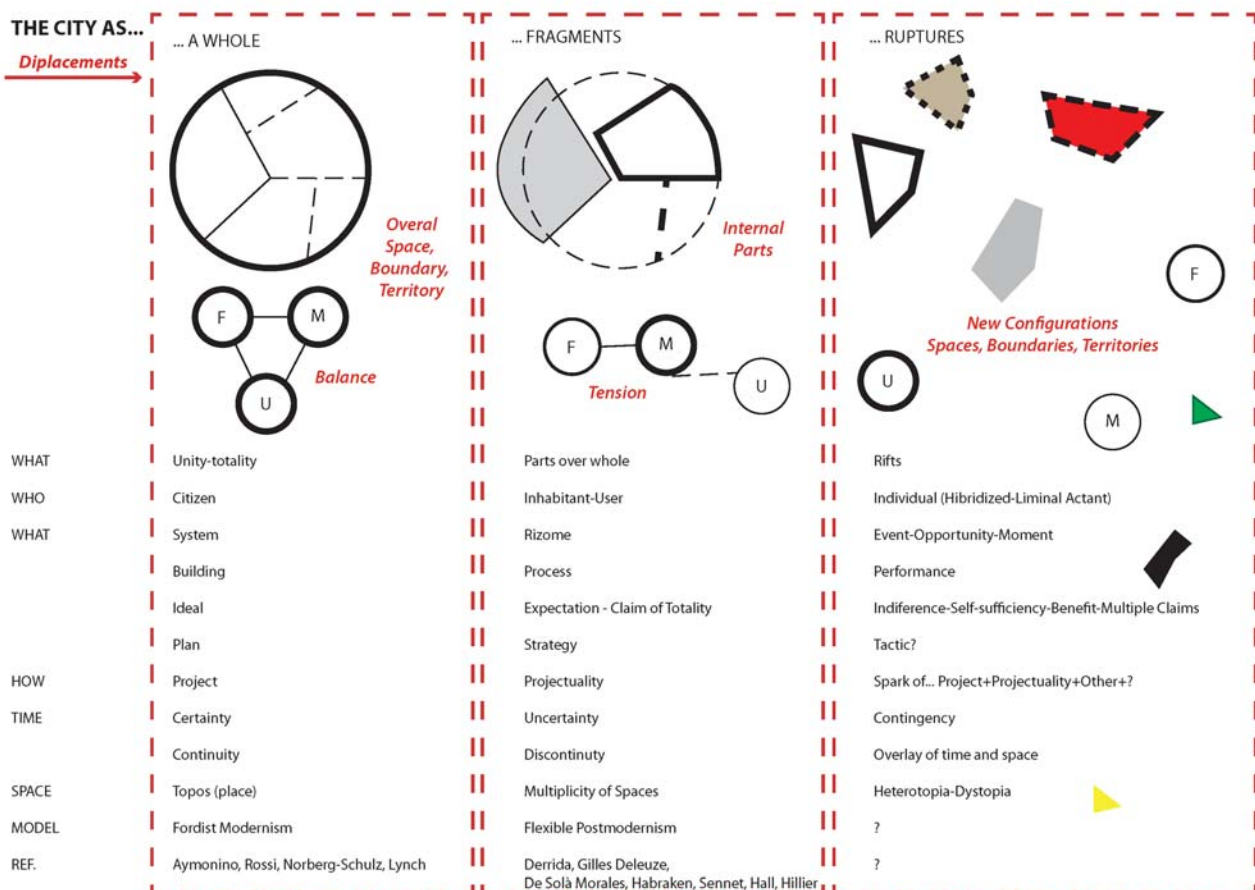 THE CITY AS...
Diplacements
... A WHOLE
... FRAGMENTS
... RUPTURES
Overal
Space,
Boundary,
Territory
Internal
Parts
F
M
U
Balance
F
M
U
Tension
F
New Configurations
Spaces, Boundaries, Territories
U
M
WHAT Unity-totality Parts over whole Rifts
WHO Citizen Inhabitant-User Individual (Hibridized-Liminal Actant)
WHAT System Rizome Event-Opportunity-Moment
Building Process Performance
Ideal Expectation - Claim of Totality Indiference-Self-sufficiency-Benefit-Multiple Claims
Plan Strategy Tactic?
HOW Project Projectuality Spark of... Project+Projectuality+Other+?
TIME Certainty Uncertainty Contingency
Continuity Discontinuty Overlay of time and space
SPACE Topos (place) Multiplicity of Spaces Heterotopia-Dystopia
MODEL Fordist Modernism Flexible Postmodernism ?
REF. Aymonino, Rossi, Norberg-Schulz, Lynch Derrida, Gilles Deleuze, ?
De Solà Morales, Habraken, Sennet, Hall, Hillier